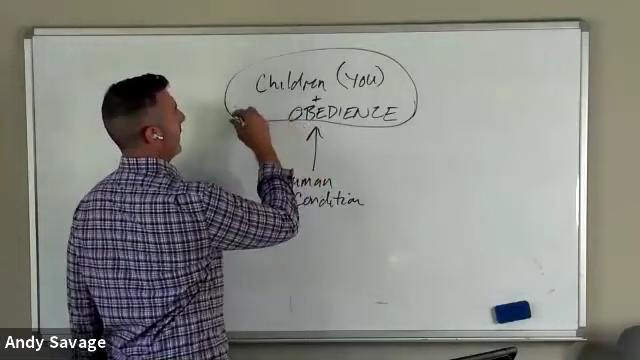 Children (You)
+
OBEDIENCE
Condition
Andy Savage